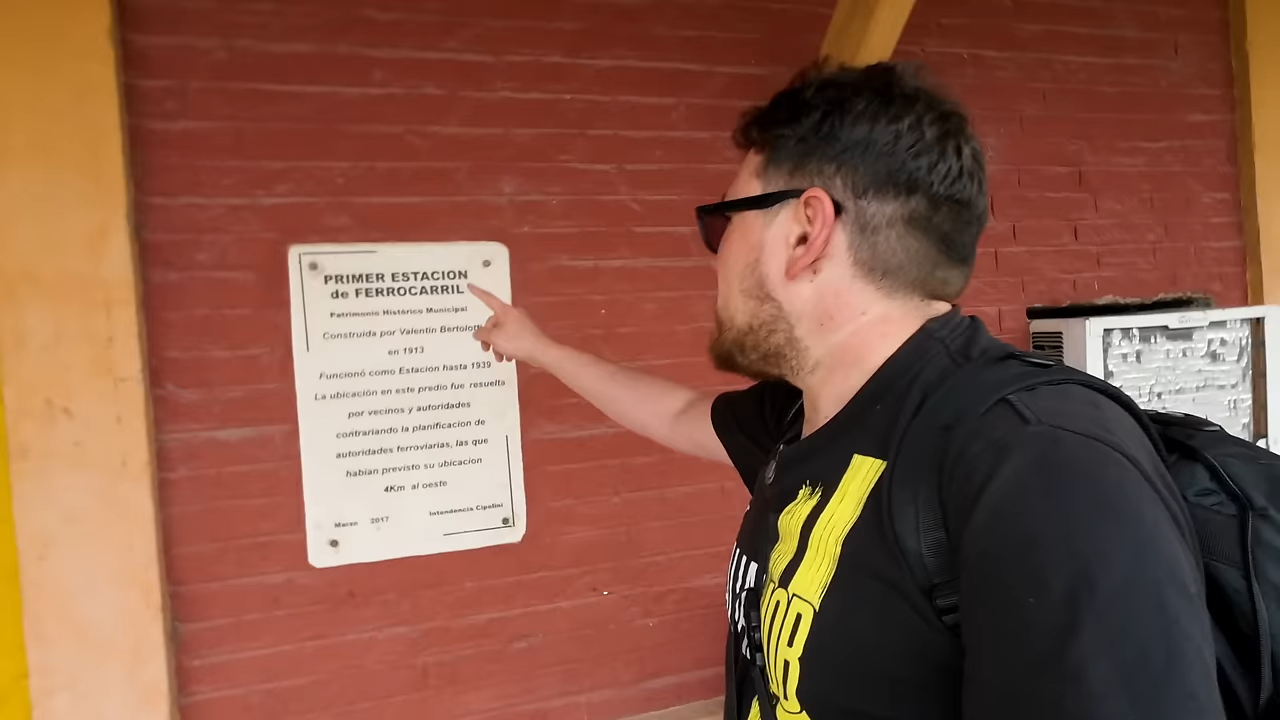 PRIMER ESTACION
de FERROCARRIL
Patrimonio Histórico Municipal
Construida por Valentín
en 1913
Funcionó como Estación hasta 1939
La ubicación en este predio fue resuelta
por vecinos y autoridades
contrariando la planificacion de
autoridades ferroviarias, las que
habían previsto su ubicacion
4Km al oeste
Marzo 2017
Intendencia Cipolini